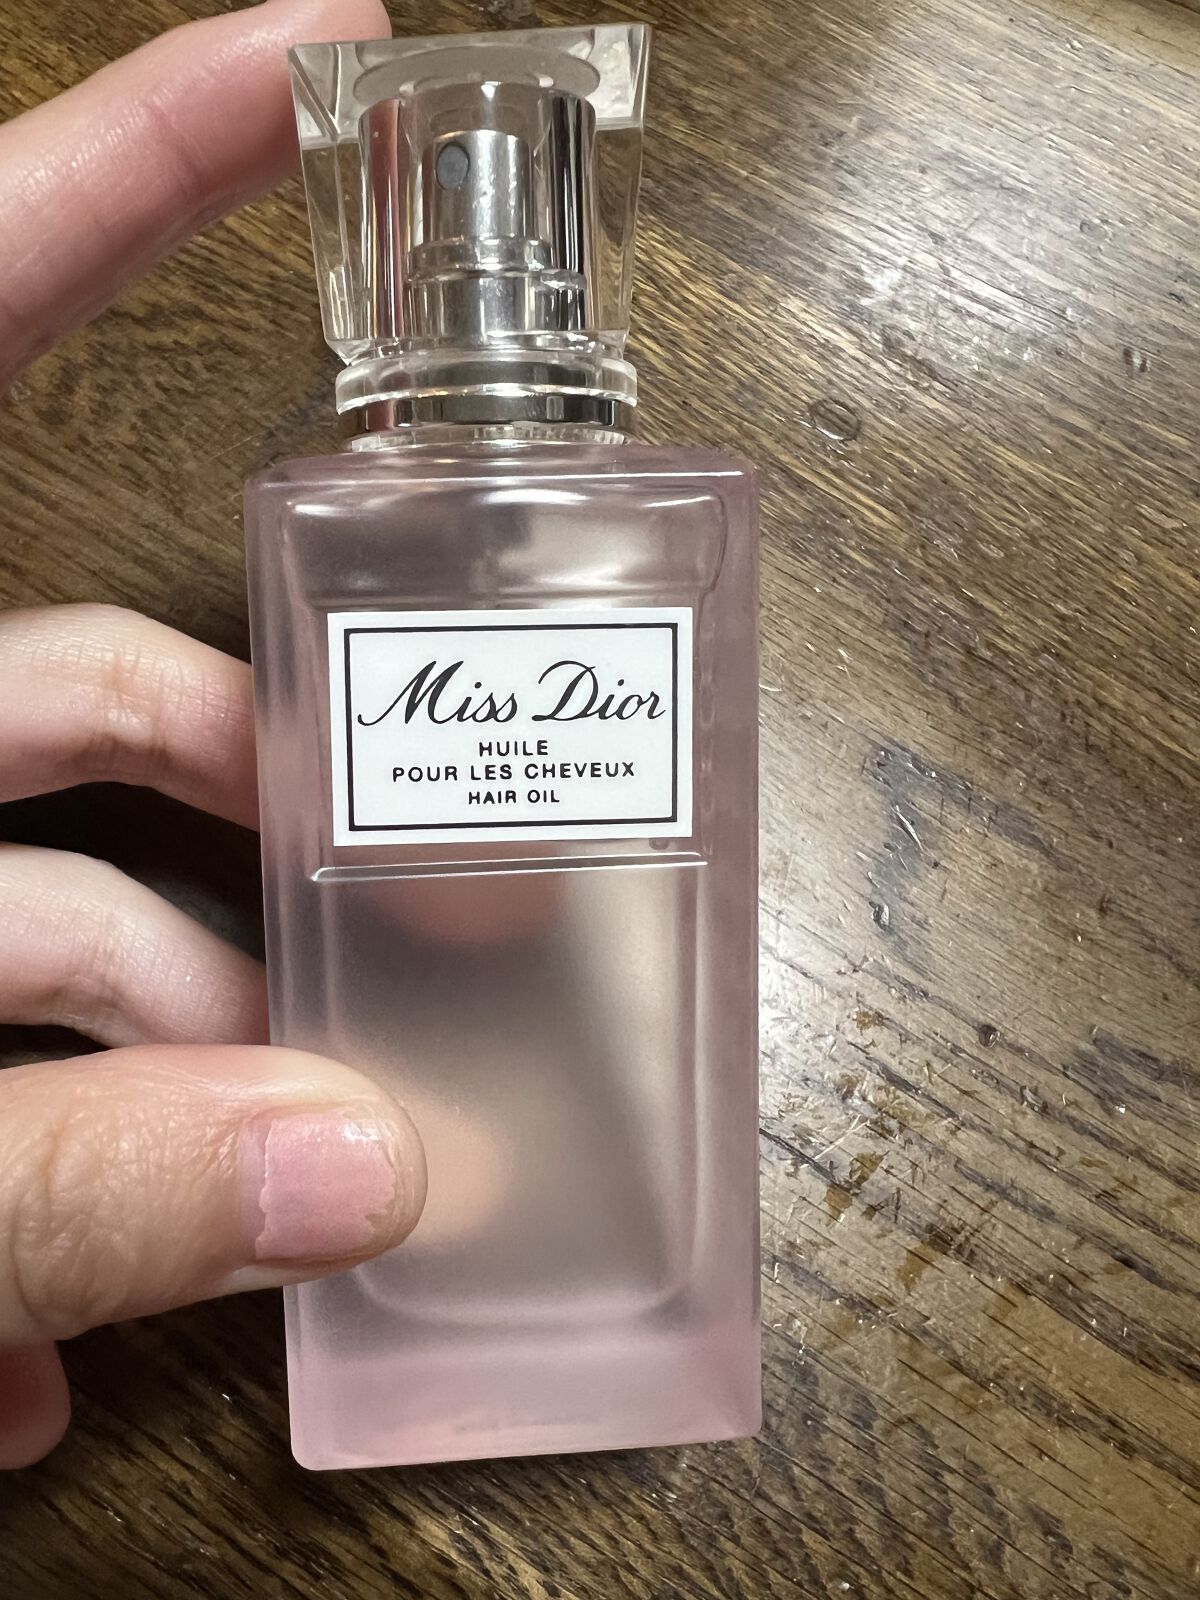 Miss Dior
HUILE
POUR LES CHEVEUX
HAIR OIL